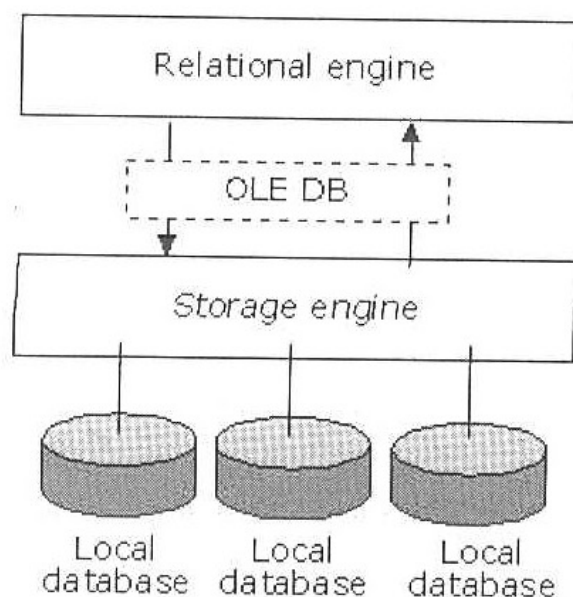 Relational engine
OLE DB
Storage engine
Local
database
Local
database
Local
database